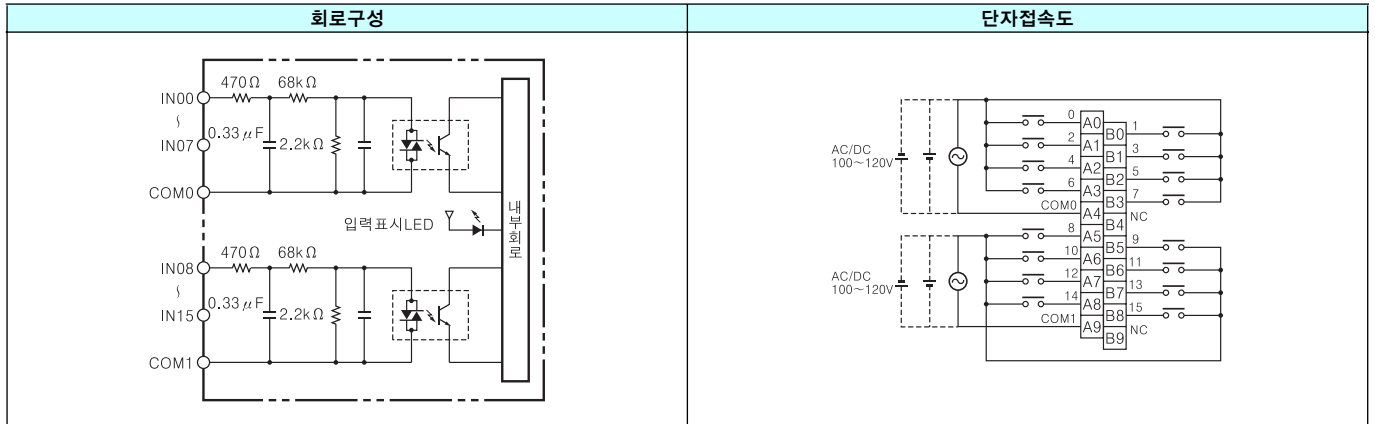 회로구성
단자접속도
470Ω 68kΩ
IN00
∫
0.33μF
IN07
2.2kΩ
COM0
입력표시LED
내부회로
470Ω 68kΩ
IN08
∫
0.33μF
IN15
2.2kΩ
COM1
AC/DC
100~120V
0 A0
B0 1
2 A1
B1 3
4 A2
B2 5
6 A3
B3 7
COM0 A4
B4 NC
AC/DC
100~120V
8 A5
B5 9
10 A6
B6 11
12 A7
B7 13
14 A8
B8 15
COM1 A9
B9 NC